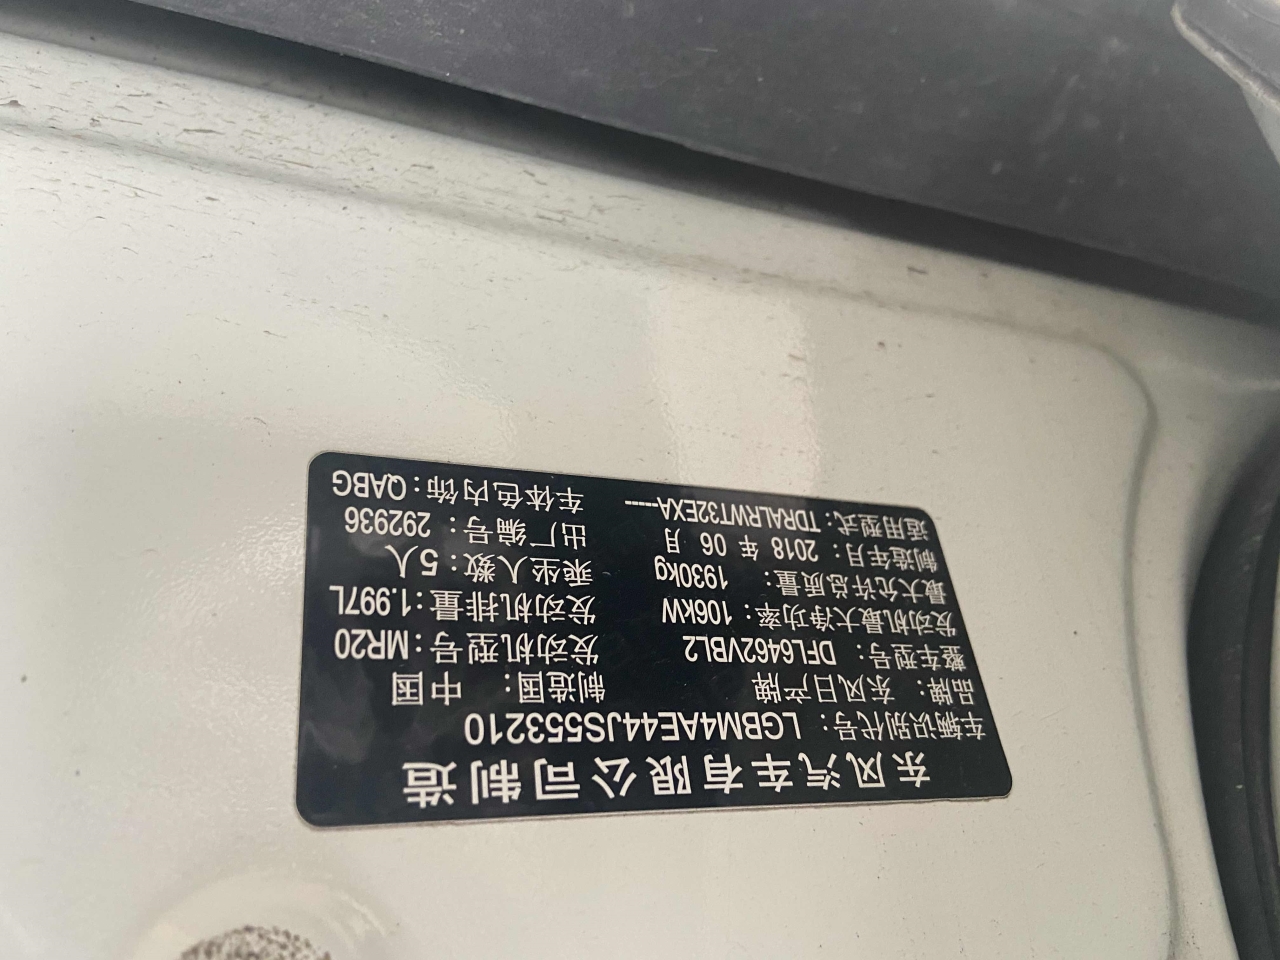 东风汽车有限公司制造
车辆识别代号: LGBM4AE44JS553210
品牌: 东风日产牌 制造国: 中国
整车型号: DFL6462VBL2 发动机型号:MR20
发动机最大净功率: 106kW 发动机排量:1.997L
最大允许总质量: 1930kg 乘坐人数:5人
制造年月: 2018 年 06 月 出厂编号: 292936
适用型式:TDRALRWT32EXA----- 车体色内饰:QABG